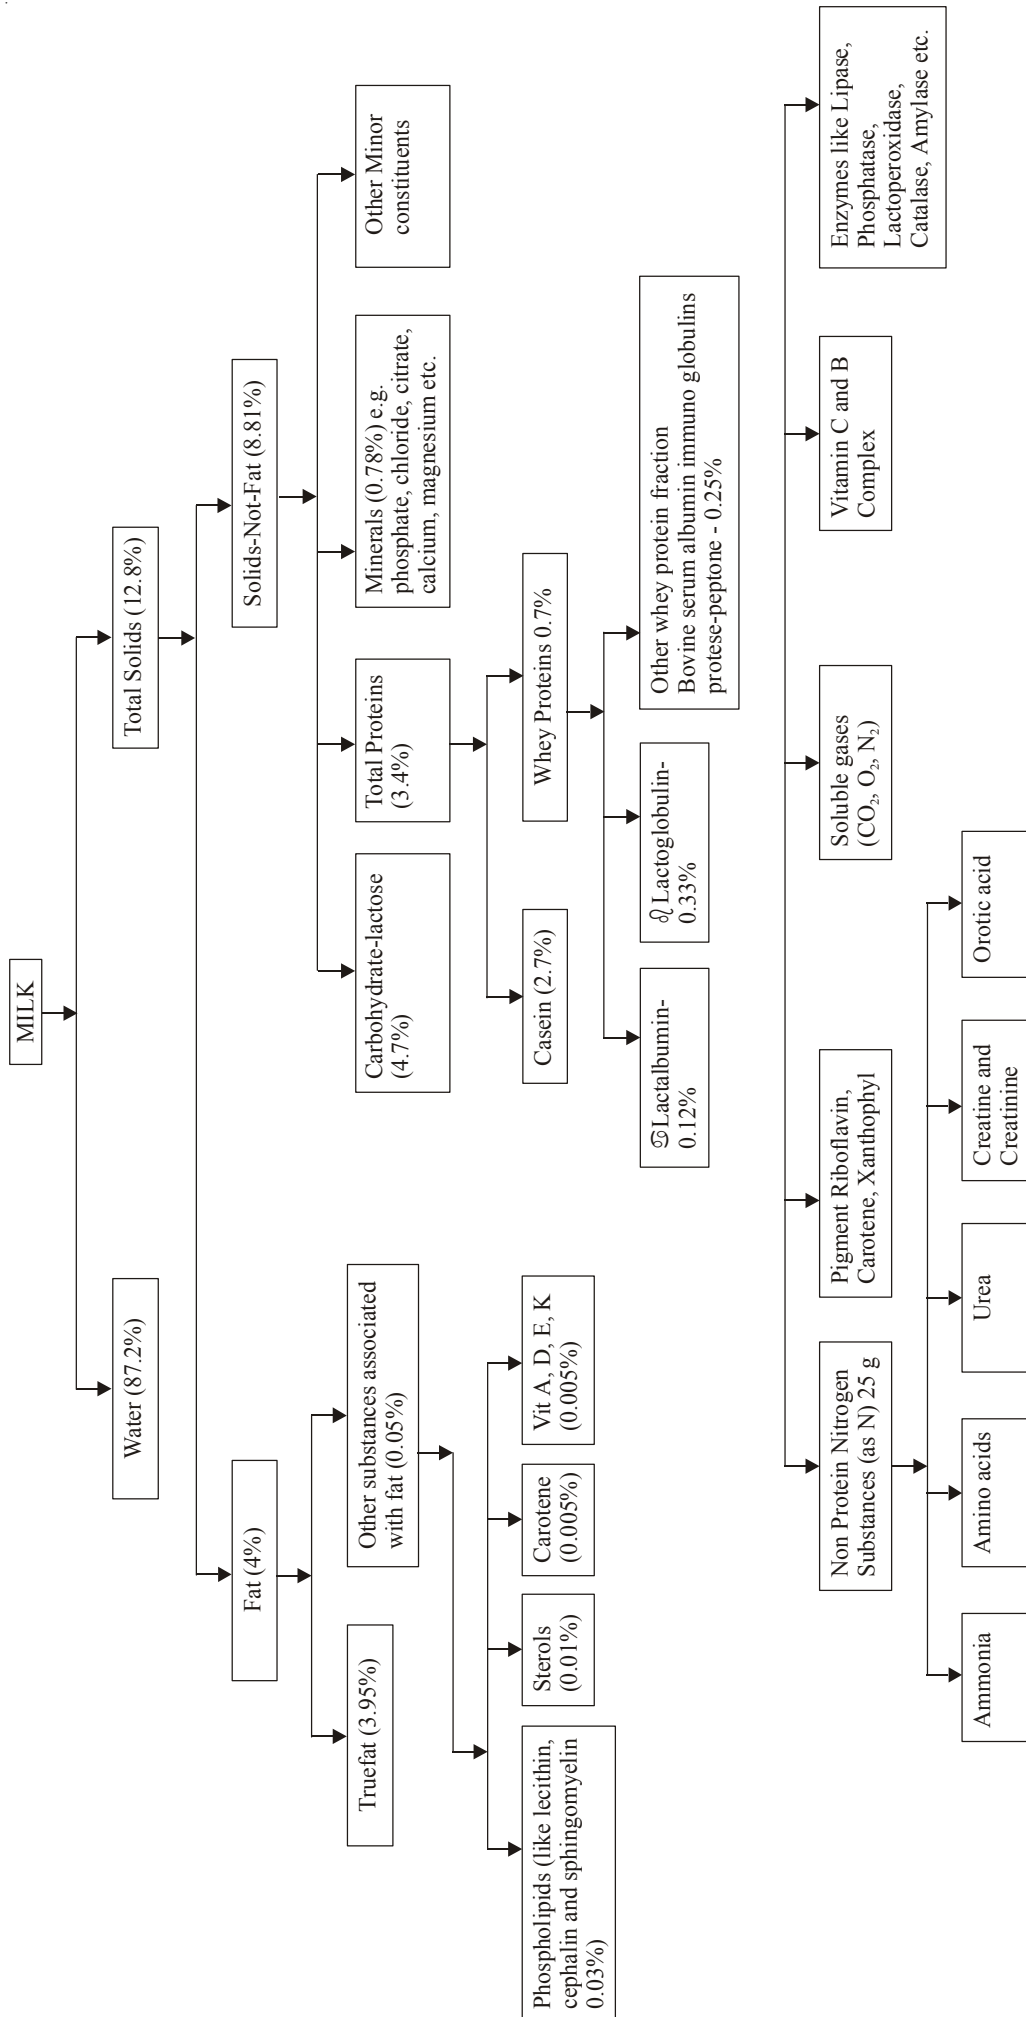 MILK
Water (87.2%)
Total Solids (12.8%)
Fat (4%)
Solids-Not-Fat (8.81%)
Truefat (3.95%)
Other substances associated
with fat (0.05%)
Carbohydrate-lactose
(4.7%)
Total Proteins
(3.4%)
Minerals (0.78%) e.g.
phosphate, chloride, citrate,
calcium, magnesium etc.
Other Minor
constituents
Phospholipids (like lecithin,
cephalin and sphingomyelin
0.03%)
Sterols
(0.01%)
Carotene
(0.005%)
Vit A, D, E, K
(0.005%)
Casein (2.7%)
Whey Proteins 0.7%
♋Lactalbumin-
0.12%
♌Lactoglobulin-
0.33%
Other whey protein fraction
Bovine serum albumin immuno globulins
protese-peptone - 0.25%
Non Protein Nitrogen
Substances (as N) 25 g
Pigment Riboflavin,
Carotene, Xanthophyl
Soluble gases
(CO₂, O₂, N₂)
Vitamin C and B
Complex
Enzymes like Lipase,
Phosphatase,
Lactoperoxidase,
Catalase, Amylase etc.
Ammonia
Amino acids
Urea
Creatine and
Creatinine
Orotic acid